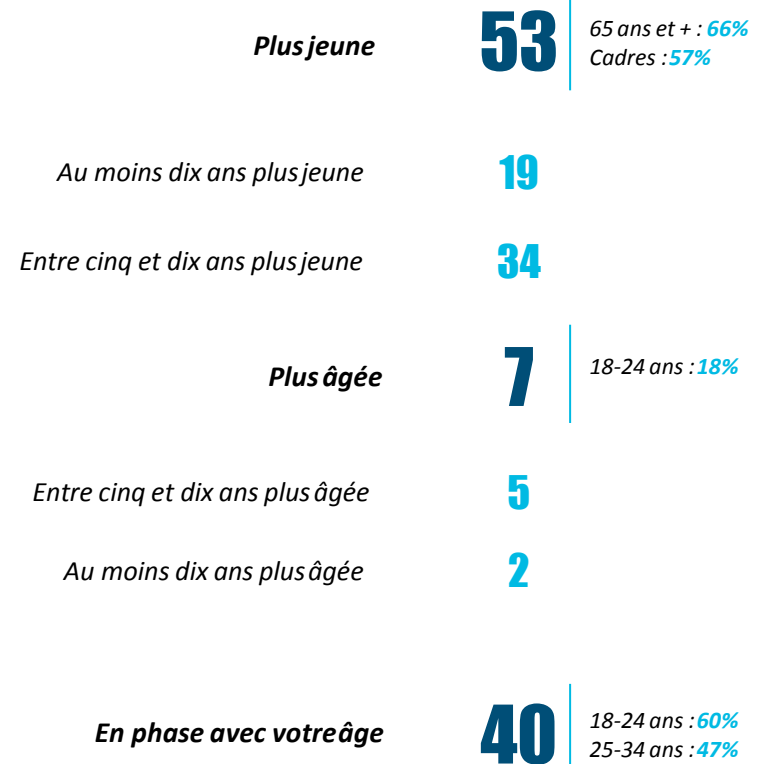 Plus jeune 53 65 ans et + : 66%
Cadres : 57%
Au moins dix ans plus jeune 19
Entre cinq et dix ans plus jeune 34
Plus âgée 7 18-24 ans : 18%
Entre cinq et dix ans plus âgée 5
Au moins dix ans plus âgée 2
En phase avec votre âge 40 18-24 ans : 60%
25-34 ans : 47%